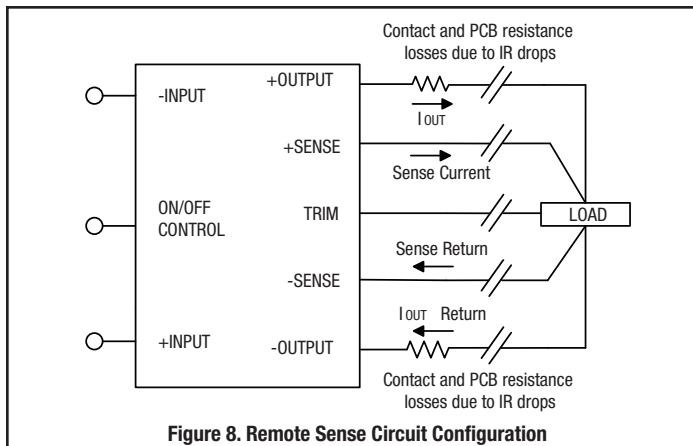 Contact and PCB resistance
losses due to IR drops
+OUTPUT
-INPUT
IOUT
+SENSE
Sense Current
ON/OFF
CONTROL
TRIM
LOAD
Sense Return
-SENSE
IOUT Return
+INPUT
-OUTPUT
Contact and PCB resistance
losses due to IR drops
Figure 8. Remote Sense Circuit Configuration